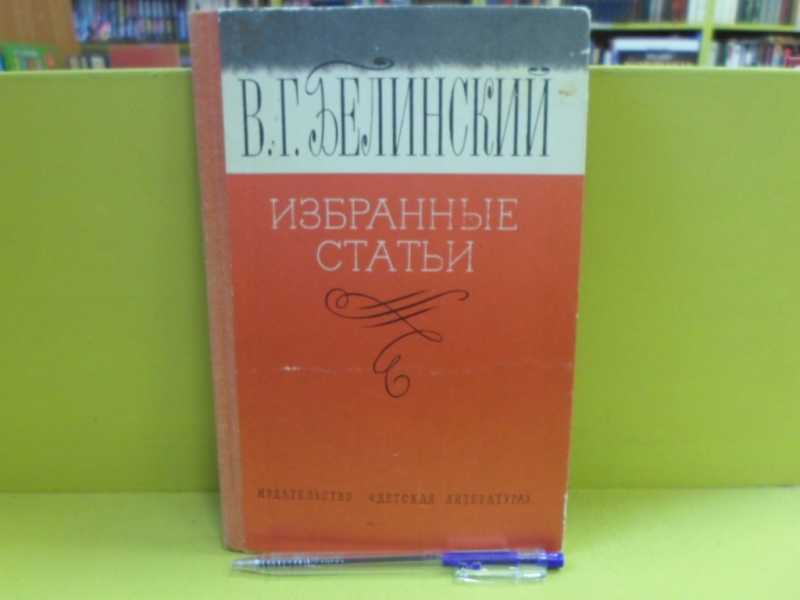 В.Г. БЕЛИНСКИЙ
ИЗБРАННЫЕ
СТАТЬИ
ИЗДАТЕЛЬСТВО «ДЕТСКАЯ ЛИТЕРАТУРА»